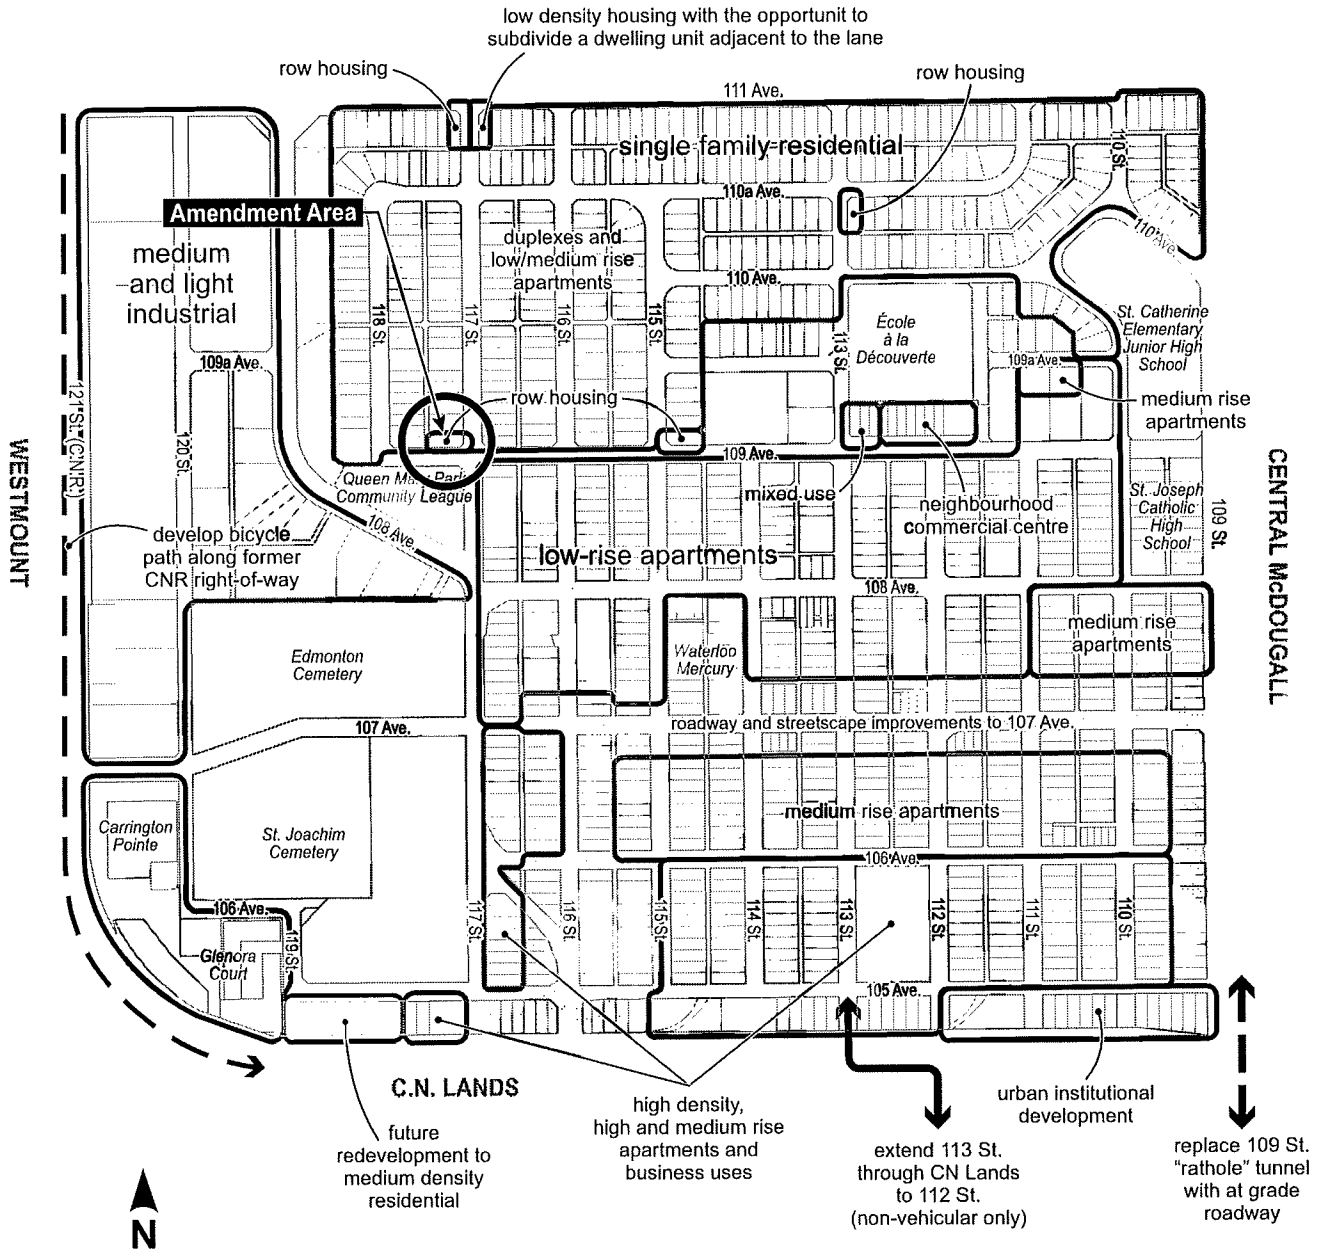 low density housing with the opportunit to
subdivide a dwelling unit adjacent to the lane
row housing
row housing
111 Ave.
single family residential
110 St.
110a Ave.
110 Ave.
Amendment Area
duplexes and
low/medium rise
apartments
medium
and light
industrial
110 Ave.
118 St.
117 St.
116 St.
115 St.
113 St.
École
à la
Découverte
St. Catherine
Elementary
Junior High
School
109a Ave.
109a Ave.
medium rise
apartments
row housing
121 St. (C.N.R.)
120 St.
109 Ave.
WESTMOUNT
CENTRAL McDOUGALL
Queen Mary Park
Community League
mixed use
neighbourhood
commercial centre
St. Joseph
Catholic
High
School
109 St.
108 Ave.
develop bicycle
path along former
CNR right-of-way
low-rise apartments
108 Ave.
medium rise
apartments
Edmonton
Cemetery
Waterloo
Mercury
107 Ave.
roadway and streetscape improvements to 107 Ave.
medium rise apartments
Carrington
Pointe
St. Joachim
Cemetery
106 Ave.
106 Ave.
119 St.
117 St.
116 St.
115 St.
114 St.
113 St.
112 St.
111 St.
110 St.
Glenora
Court
105 Ave.
C.N. LANDS
future
redevelopment to
medium density
residential
high density,
high and medium rise
apartments and
business uses
extend 113 St.
through CN Lands
to 112 St.
(non-vehicular only)
urban institutional
development
replace 109 St.
"rathole" tunnel
with at grade
roadway
N